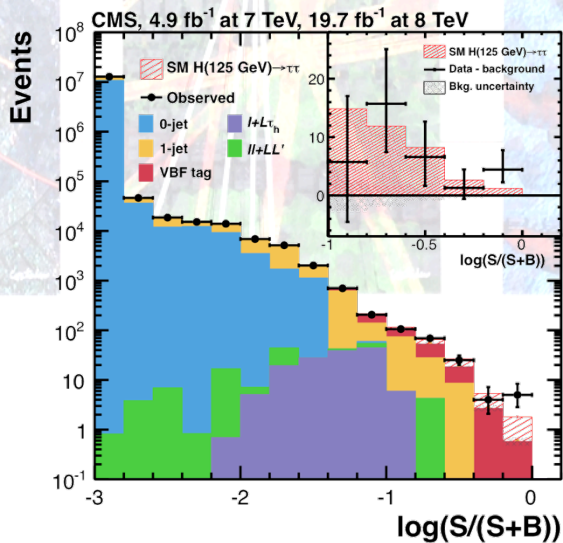 CMS, 4.9 fb⁻¹ at 7 TeV, 19.7 fb⁻¹ at 8 TeV
Events
10⁷
10⁶
10⁵
10⁴
10³
10²
10
1
10⁻¹
SM H(125 GeV)→ττ
Observed
0-jet
1-jet
VBF tag
l+Lτₕ
ll+LL'
SM H(125 GeV)→ττ
Data - background
Bkg. uncertainty
20
10
0
-1 -0.5 0
log(S/(S+B))
-3 -2 -1 0
log(S/(S+B))